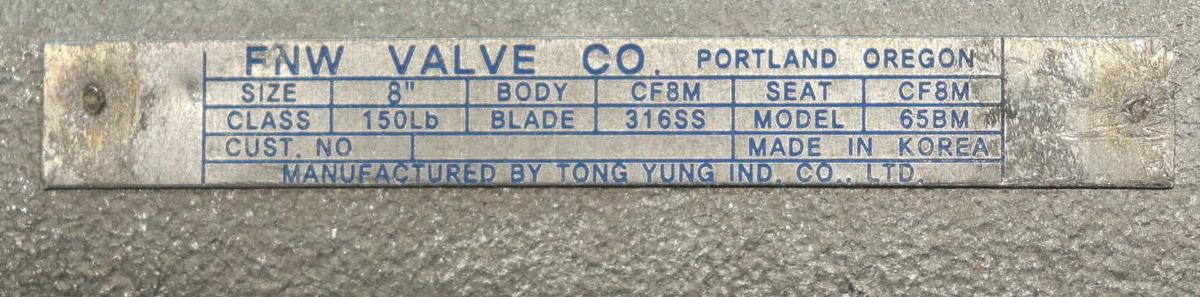 FNW VALVE CO. PORTLAND OREGON
SIZE 8" BODY CF8M SEAT CF8M
CLASS 150Lb BLADE 316SS MODEL 65BM
CUST. NO MADE IN KOREA
MANUFACTURED BY TONG YUNG IND. CO., LTD.